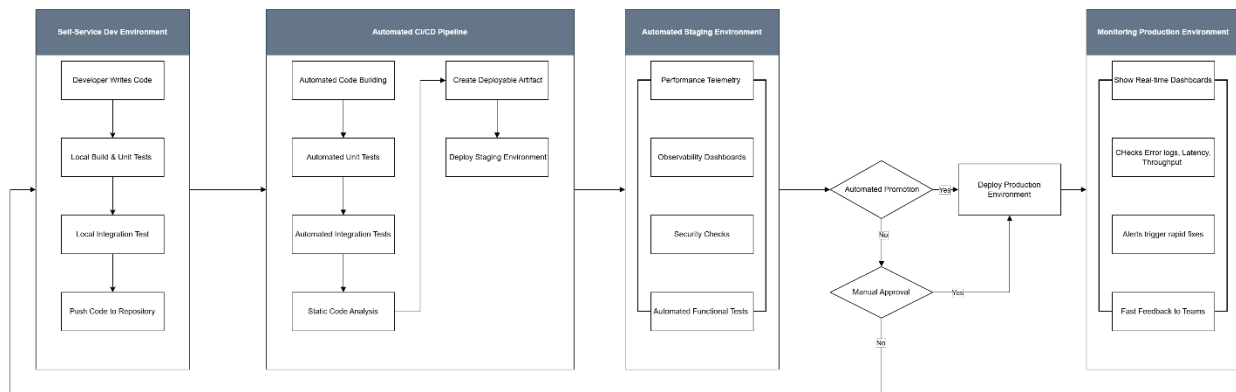 Self-Service Dev Environment
Developer Writes Code
Local Build & Unit Tests
Local Integration Test
Push Code to Repository
Automated CI/CD Pipeline
Automated Code Building
Automated Unit Tests
Automated Integration Tests
Static Code Analysis
Create Deployable Artifact
Deploy Staging Environment
Automated Staging Environment
Performance Telemetry
Observability Dashboards
Security Checks
Automated Functional Tests
Automated Promotion
Yes
No
Manual Approval
Yes
No
Deploy Production
Environment
Monitoring Production Environment
Show Real-time Dashboards
CHecks Error logs, Latency,
Throughput
Alerts trigger rapid fixes
Fast Feedback to Teams